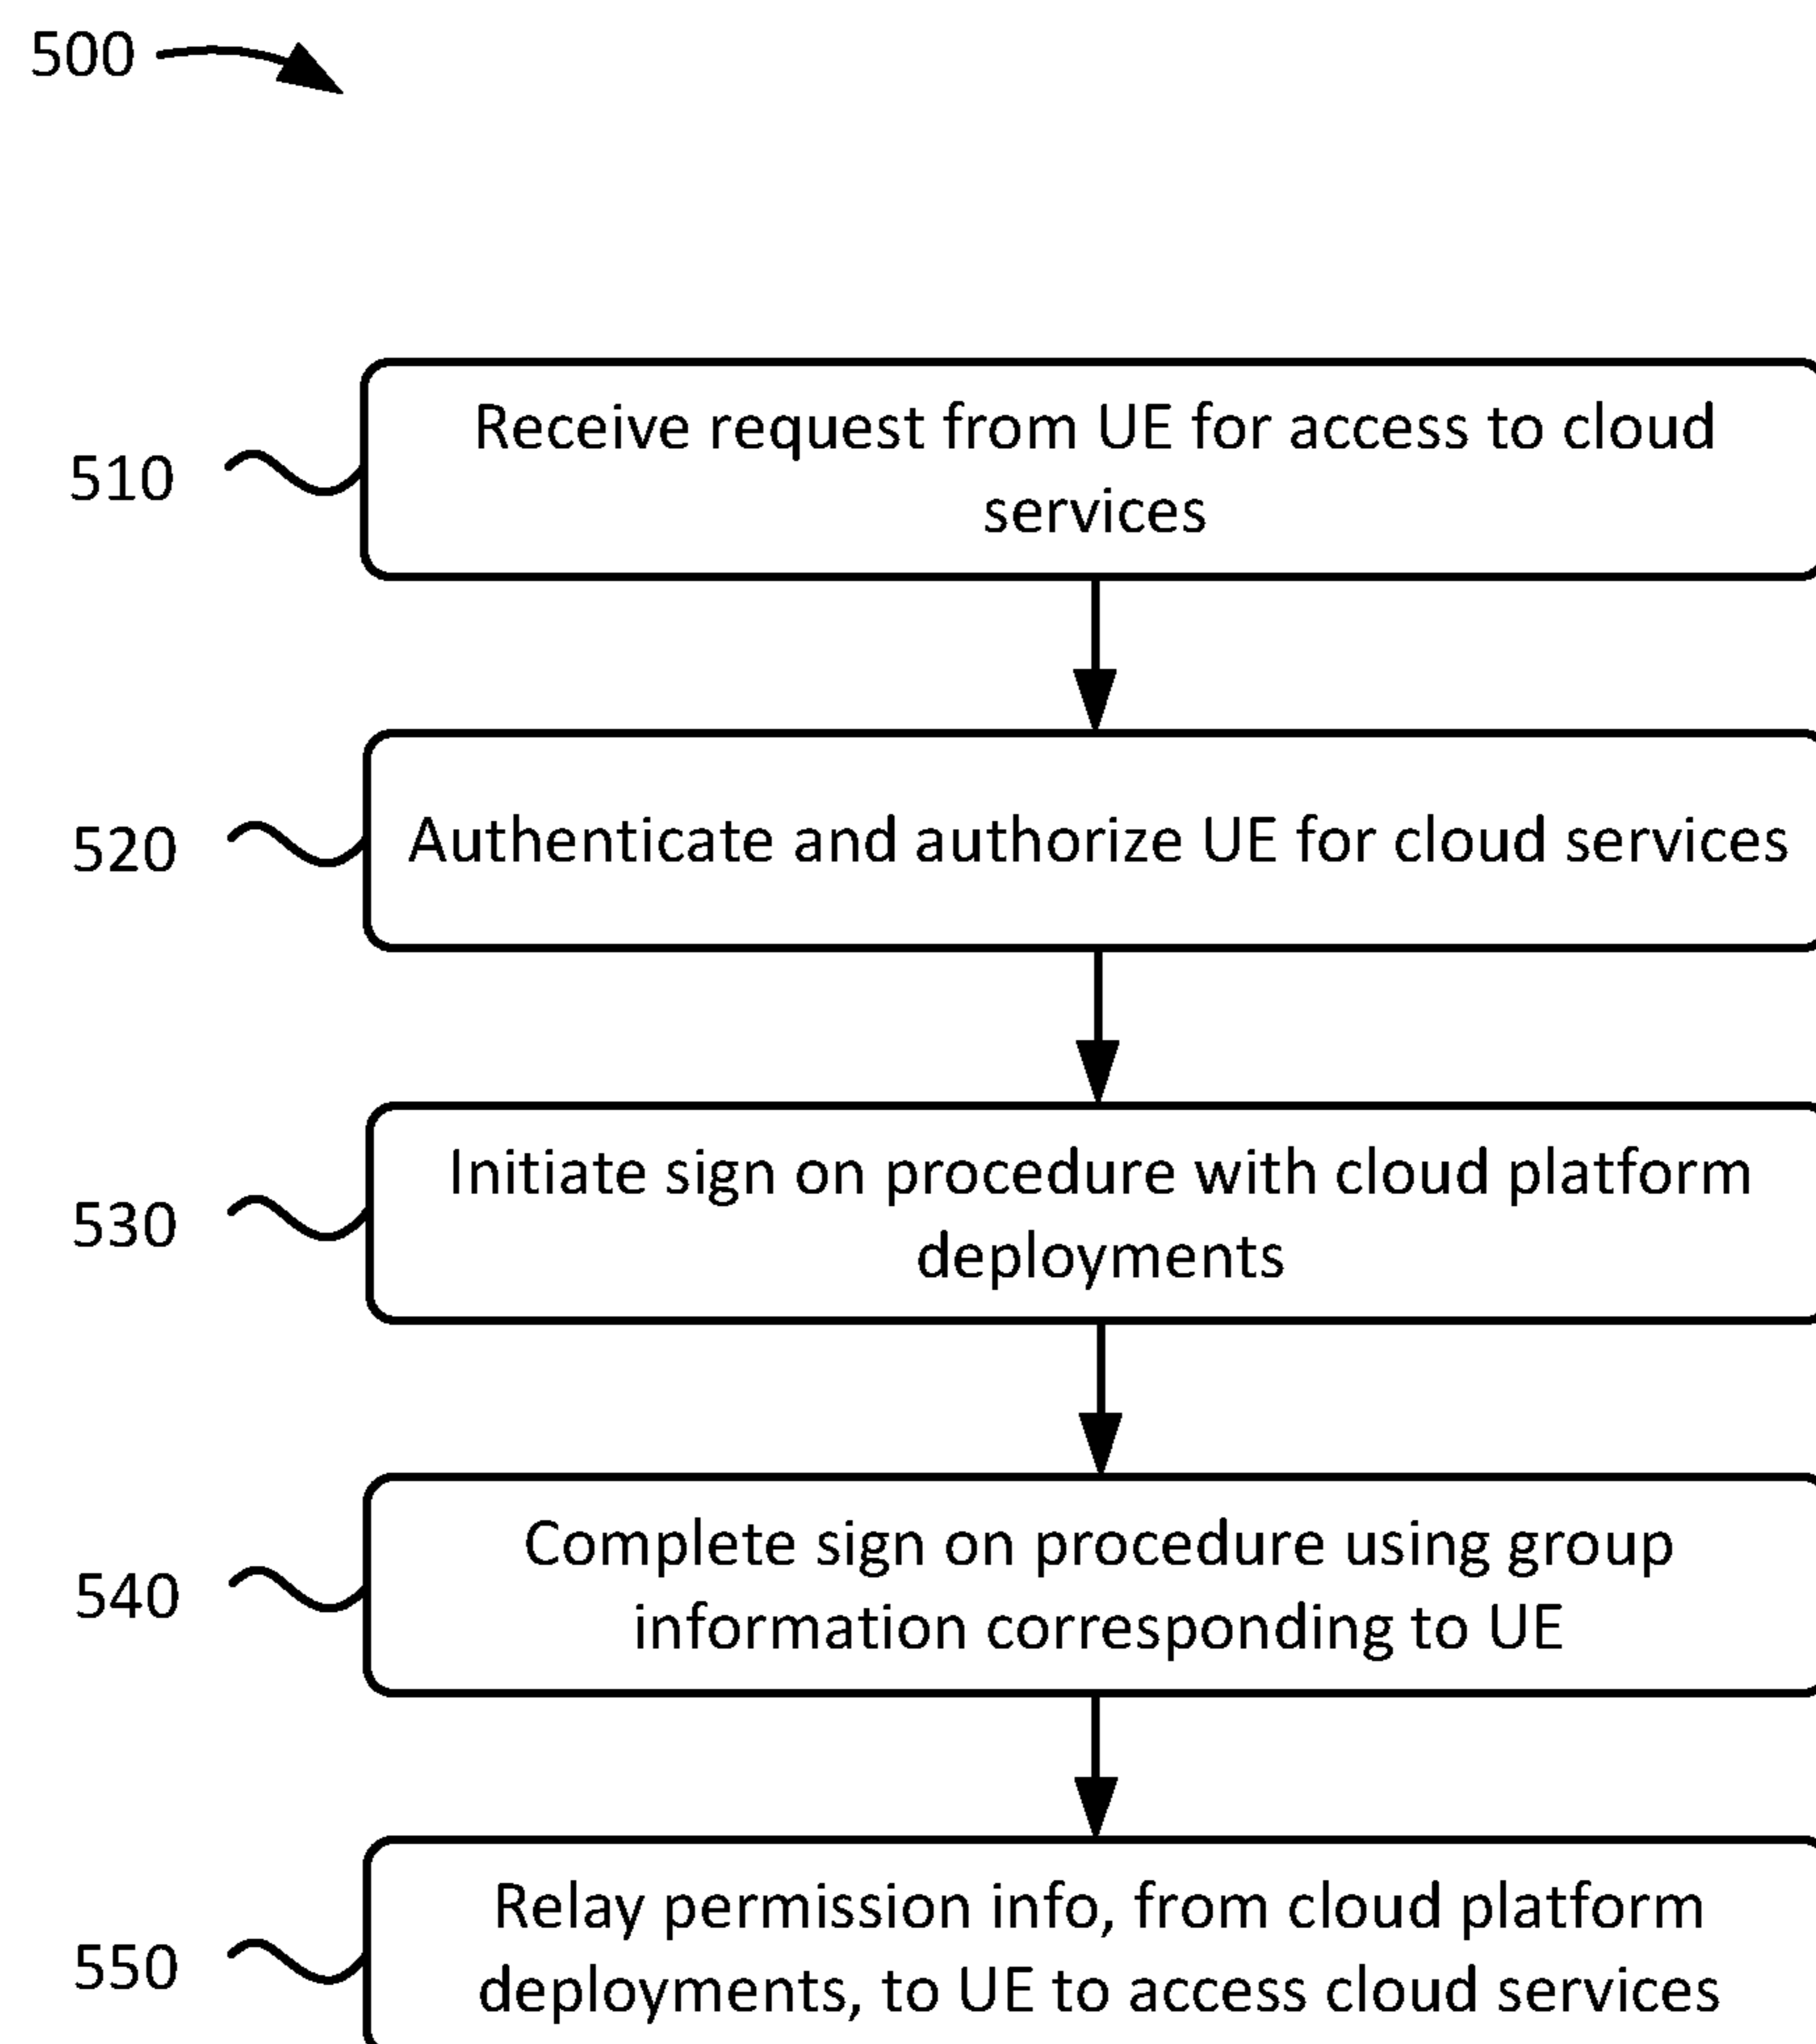 500
510
Receive request from UE for access to cloud
services
520
Authenticate and authorize UE for cloud services
530
Initiate sign on procedure with cloud platform
deployments
540
Complete sign on procedure using group
information corresponding to UE
550
Relay permission info, from cloud platform
deployments, to UE to access cloud services